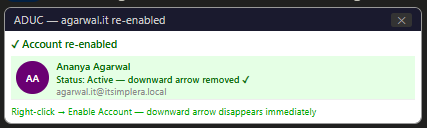 ADUC — agarwal.it re-enabled
✓ Account re-enabled
AA
Ananya Agarwal
Status: Active — downward arrow removed ✓
agarwal.it@itsimplera.local
Right-click → Enable Account — downward arrow disappears immediately